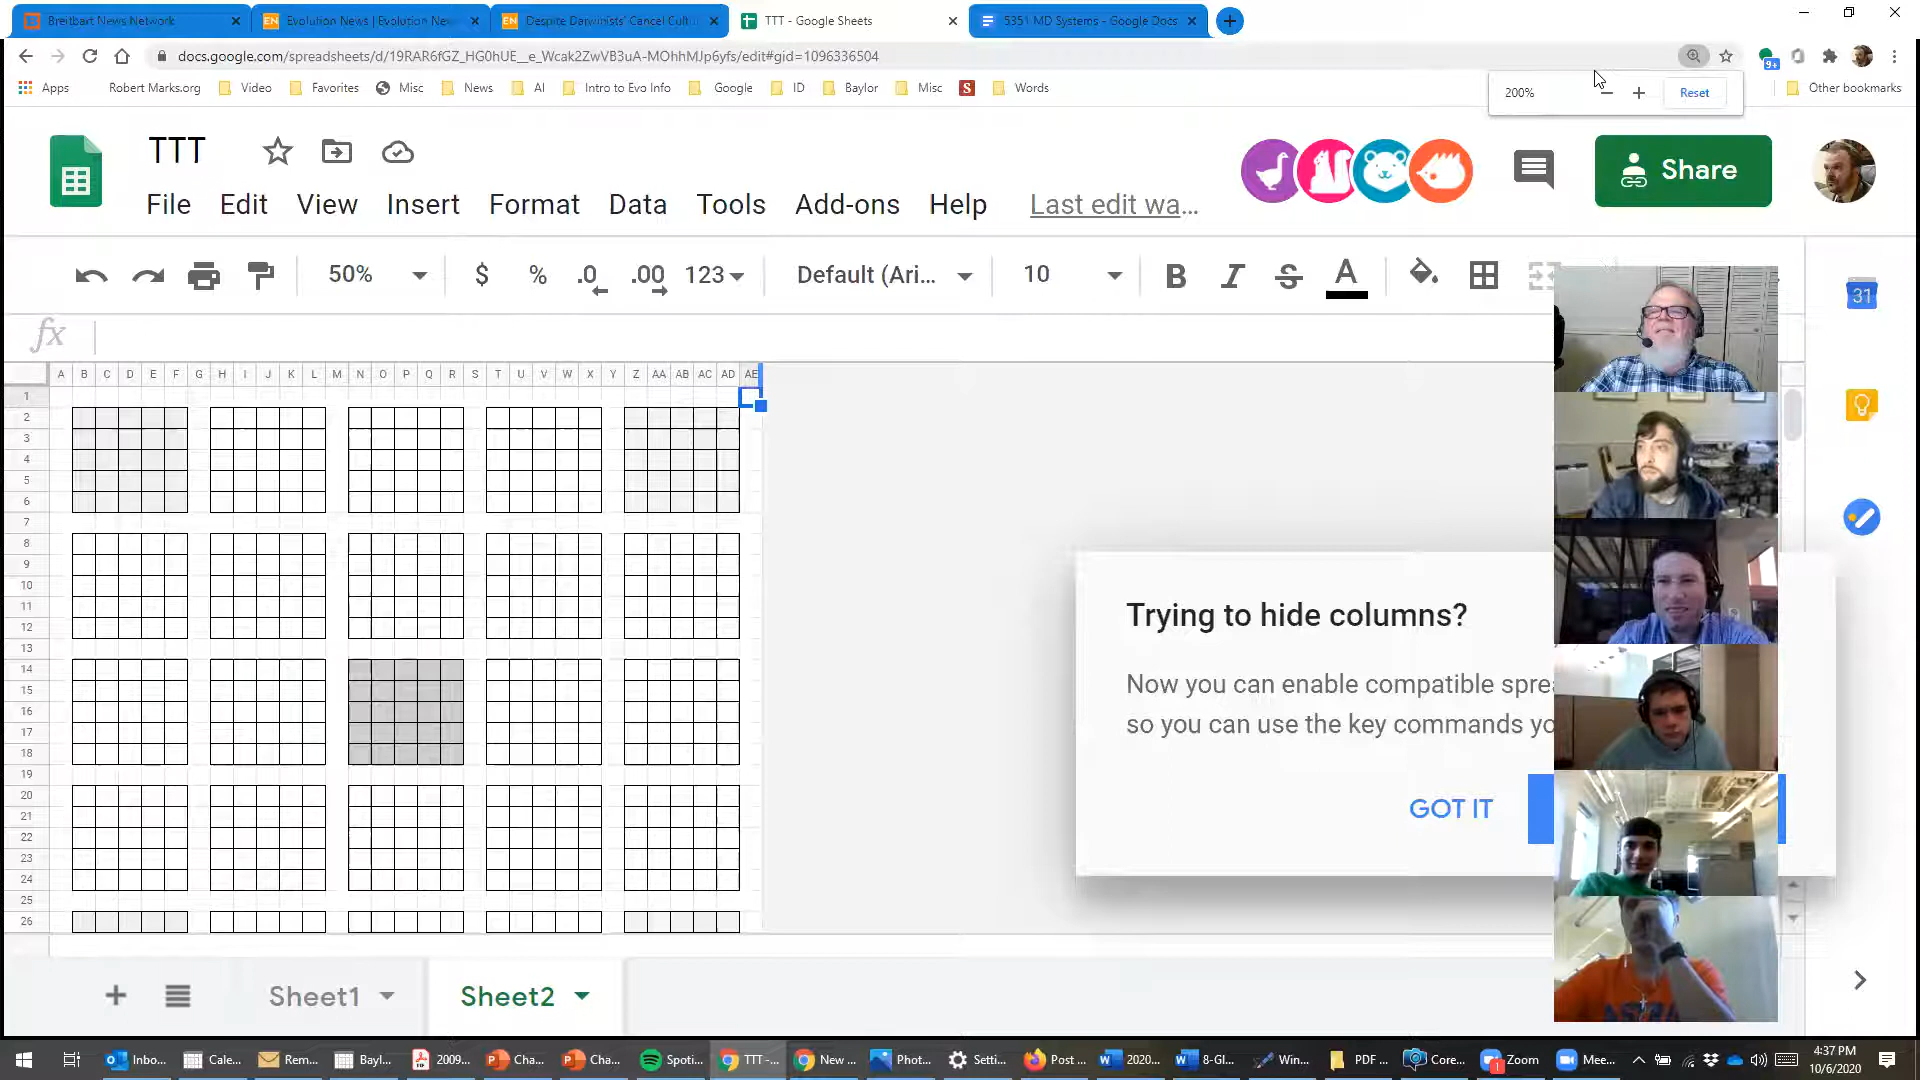 Breitbart News Network
Evolution News | Evolution New
Despite Darwinists' Cancel Cultu
TTT - Google Sheets
5351 MD Systems - Google Docs
docs.google.com/spreadsheets/d/19RAR6fGZ_HG0hUE__e_Wcak2ZwVB3uA-MOhhMJp6yfs/edit#gid=1096336504
9+
Apps Robert Marks.org Video Favorites Misc News AI Intro to Evo Info Google ID Baylor Misc S Words Other bookmarks
200% Reset
TTT
Share
File Edit View Insert Format Data Tools Add-ons Help Last edit wa...
50% $ % .0 .00 123 Default (Ari... 10 B I S A
31
fx
A B C D E F G H I J K L M N O P Q R S T U V W X Y Z AA AB AC AD AE
1
2
3
4
5
6
7
8
9
10
11
12
13
14
15
16
17
18
19
20
21
22
23
24
25
26
Trying to hide columns?
Now you can enable compatible spre
so you can use the key commands yo
GOT IT
Sheet1 Sheet2
Inbo... Cale... Rem... Bayl... 2009... Cha... Cha... Spoti... TTT -... New ... Phot... Setti... Post ... 2020... 8-GI... Win... PDF ... Core... Zoom Mee...
4:37 PM
10/6/2020